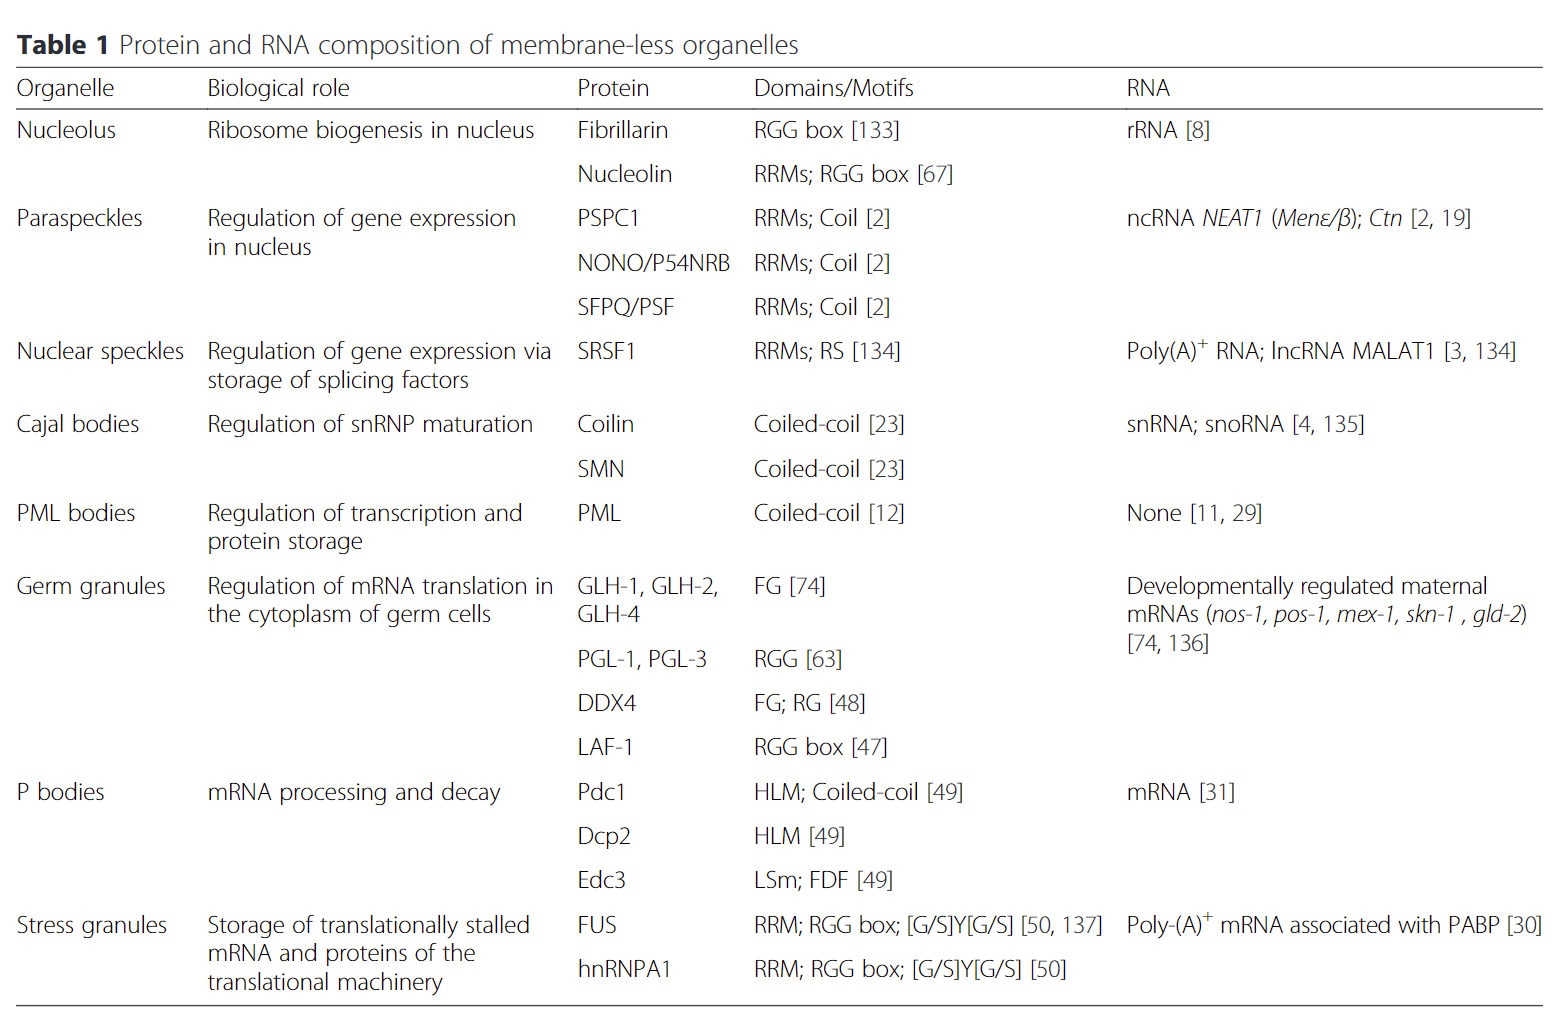 Table 1 Protein and RNA composition of membrane-less organelles
Organelle Biological role Protein Domains/Motifs RNA
Nucleolus Ribosome biogenesis in nucleus Fibrillarin RGG box [133] rRNA [8]
Nucleolin RRMs; RGG box [67]
Paraspeckles Regulation of gene expression PSPC1 RRMs; Coil [2] ncRNA NEAT1 (Menε/β); Ctn [2, 19]
in nucleus
NONO/P54NRB RRMs; Coil [2]
SFPQ/PSF RRMs; Coil [2]
Nuclear speckles Regulation of gene expression via SRSF1 RRMs; RS [134] Poly(A)+ RNA; lncRNA MALAT1 [3, 134]
storage of splicing factors
Cajal bodies Regulation of snRNP maturation Coilin Coiled-coil [23] snRNA; snoRNA [4, 135]
SMN Coiled-coil [23]
PML bodies Regulation of transcription and PML Coiled-coil [12] None [11, 29]
protein storage
Germ granules Regulation of mRNA translation in GLH-1, GLH-2, FG [74] Developmentally regulated maternal
the cytoplasm of germ cells GLH-4 mRNAs (nos-1, pos-1, mex-1, skn-1 , gld-2)
[74, 136]
PGL-1, PGL-3 RGG [63]
DDX4 FG; RG [48]
LAF-1 RGG box [47]
P bodies mRNA processing and decay Pdc1 HLM; Coiled-coil [49] mRNA [31]
Dcp2 HLM [49]
Edc3 LSm; FDF [49]
Stress granules Storage of translationally stalled FUS RRM; RGG box; [G/S]Y[G/S] [50, 137] Poly-(A)+ mRNA associated with PABP [30]
mRNA and proteins of the
hnRNPA1 RRM; RGG box; [G/S]Y[G/S] [50]
translational machinery